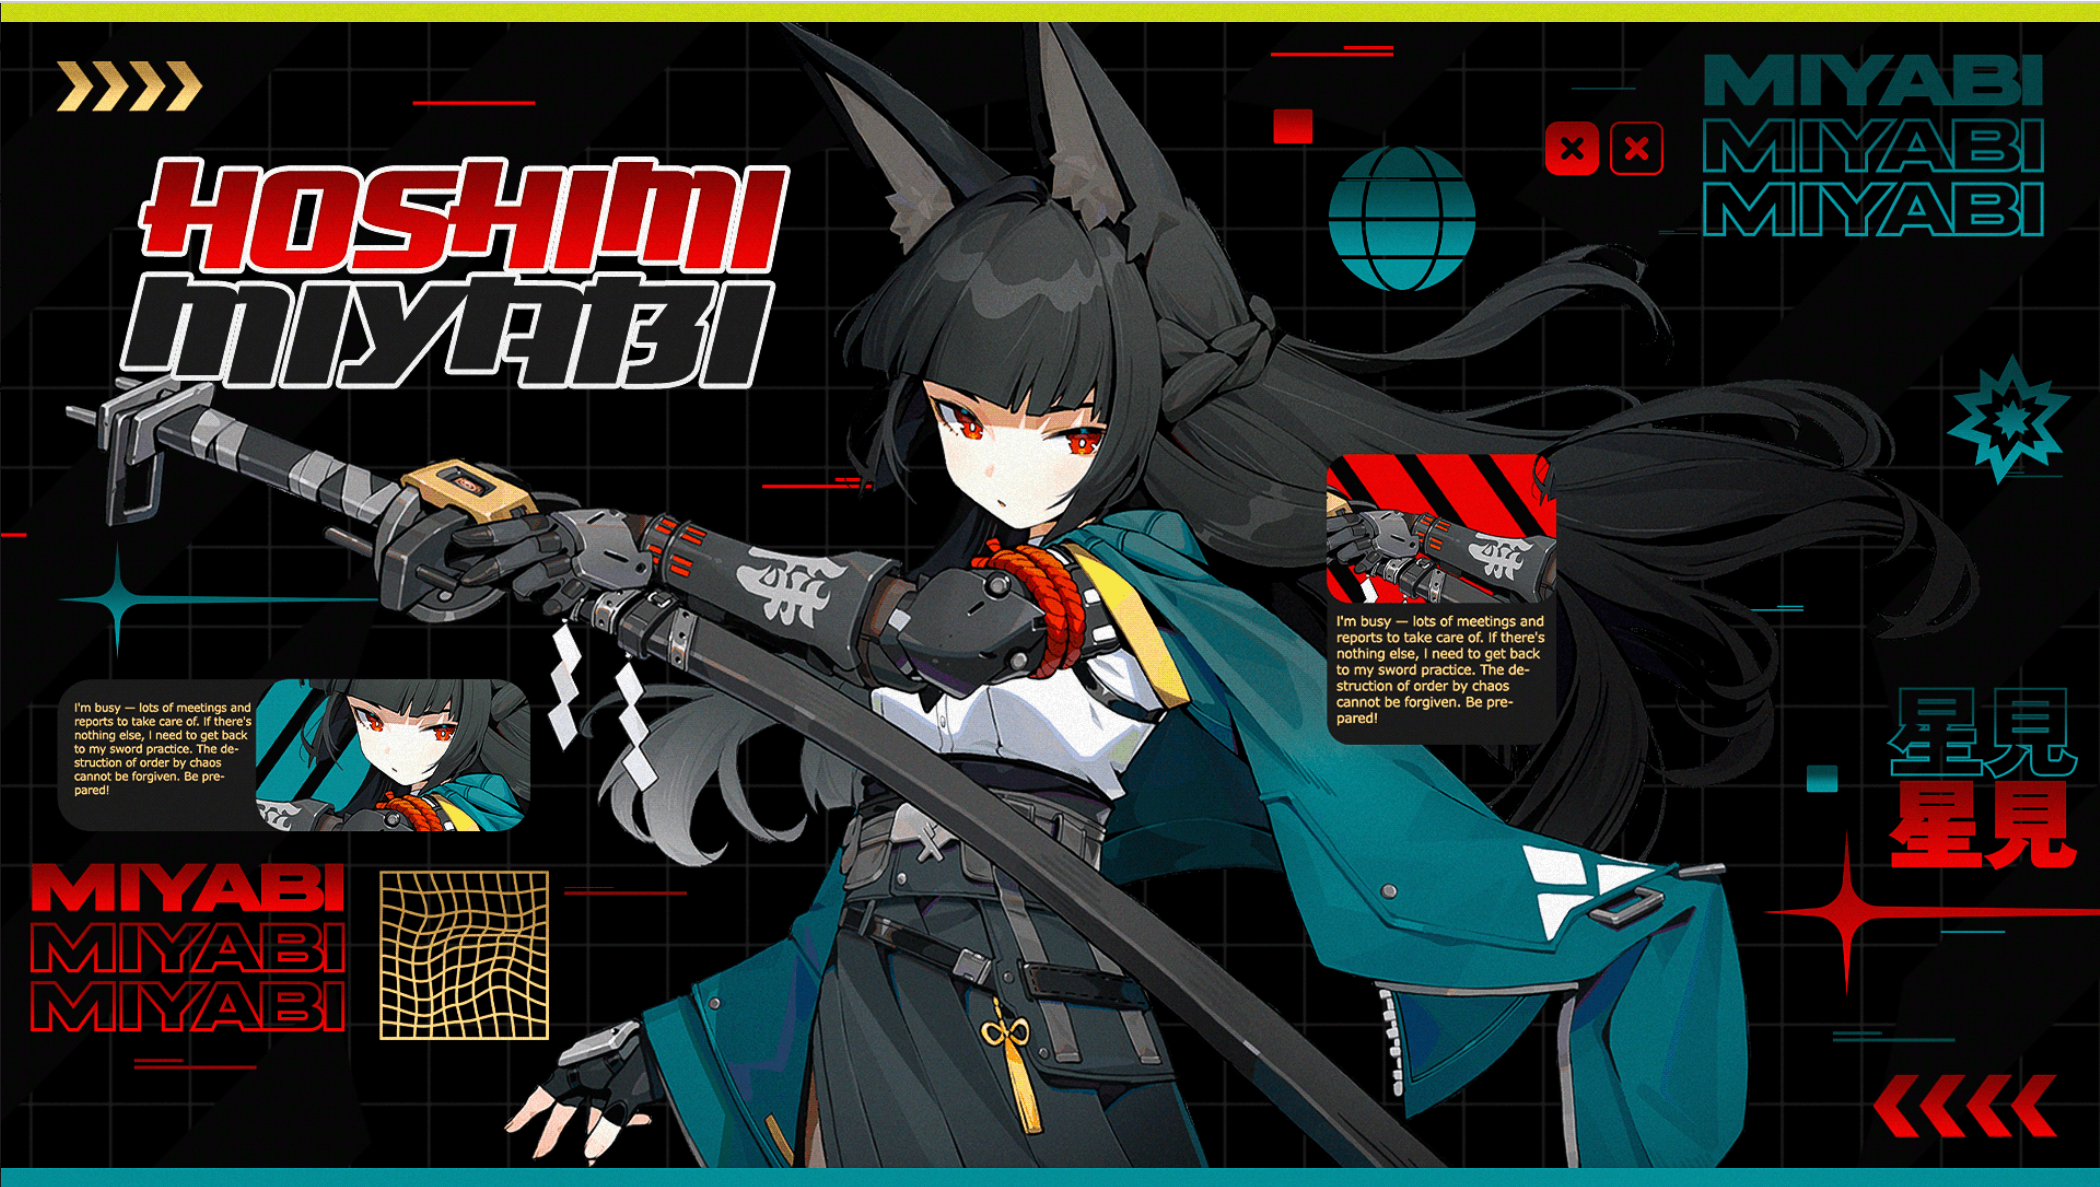 HOSHIMI
MIYABI
MIYABI
MIYABI
MIYABI
I'm busy — lots of meetings and
reports to take care of. If there's
nothing else, I need to get back
to my sword practice. The de-
struction of order by chaos
cannot be forgiven. Be pre-
pared!
I'm busy — lots of meetings and
reports to take care of. If there's
nothing else, I need to get back
to my sword practice. The de-
struction of order by chaos
cannot be forgiven. Be pre-
pared!
星見
星見
MIYABI
MIYABI
MIYABI